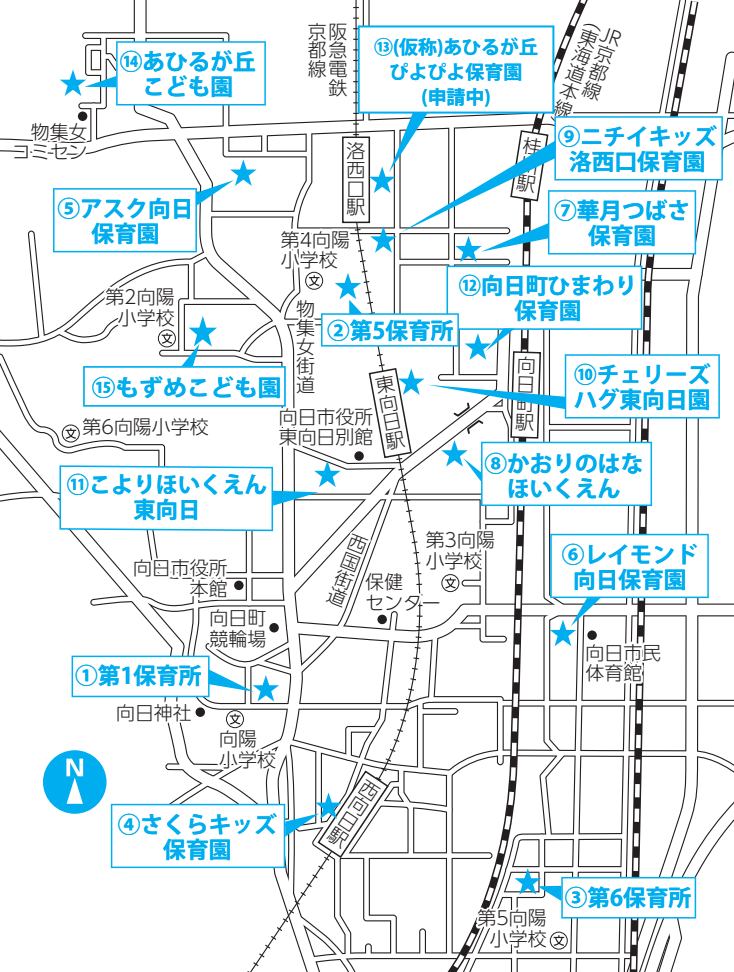 ⑭あひるが丘
こども園
阪急電鉄
京都線
⑬(仮称)あひるが丘
ぴよぴよ保育園
(申請中)
JR京都線
(東海道本線)
物集女
コミセン
洛西口駅
桂川駅
⑨ニチイキッズ
洛西口保育園
⑤アスク向日
保育園
⑦華月つばさ
保育園
第4向陽
小学校
文
⑫向日町ひまわり
保育園
第2向陽
小学校
文
物集女街道
②第5保育所
⑮もずめこども園
東向日駅
向日町駅
⑩チェリーズ
ハグ東向日園
文
第6向陽小学校
向日市役所
東向日別館
⑪こよりほいくえん
東向日
⑧かおりのはな
ほいくえん
西国街道
第3向陽
小学校
文
⑥レイモンド
向日保育園
向日市役所
本館
保健
センター
向日町
競輪場
向日市民
体育館
①第1保育所
向日神社
文
向陽
小学校
N
西向日駅
④さくらキッズ
保育園
③第6保育所
第5向陽
小学校
文